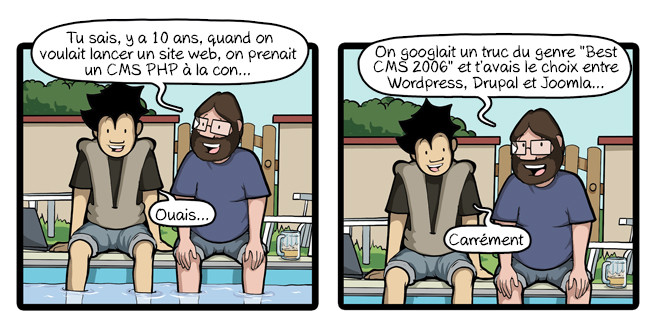 Tu sais, y a 10 ans, quand on
voulait lancer un site web, on prenait
un CMS PHP à la con...
Ouais...
On googlait un truc du genre "Best
CMS 2006" et t'avais le choix entre
Wordpress, Drupal et Joomla...
Carrément